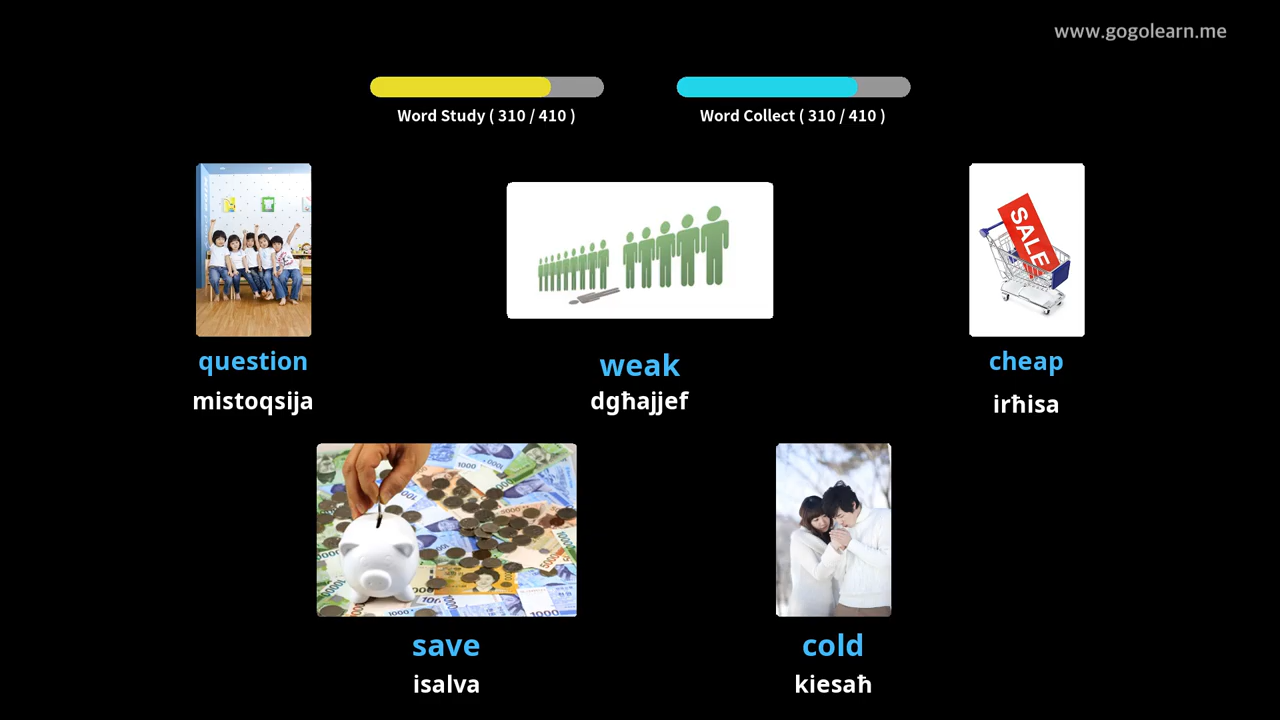 www.gogolearn.me
Word Study ( 310 / 410 )
Word Collect ( 310 / 410 )
SALE
question
mistoqsija
weak
dgħajjef
cheap
irħisa
save
isalva
cold
kiesaħ